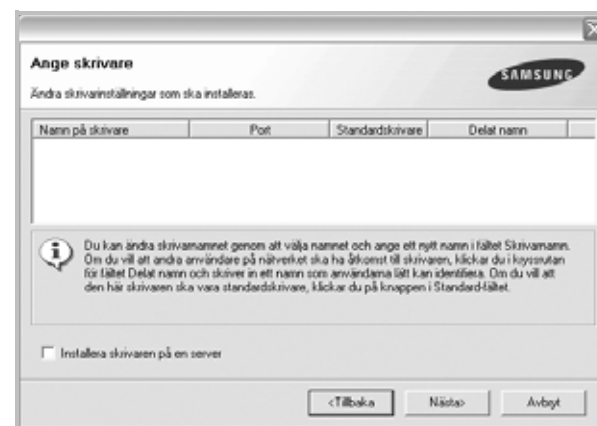 Ange skrivare
SAMSUNG
Ändra skrivarinställningar som ska installeras.
Namn på skrivare Port Standardskrivare Delat namn
Du kan ändra skrivarnamnet genom att välja namnet och ange ett nytt namn i fältet Skrivarnamn.
Om du vill att andra användare på nätverket ska ha åtkomst till skrivaren, klickar du i kryssrutan
för fältet Delat namn och skriver in ett namn som användarna lätt kan identifiera. Om du vill att
den här skrivaren ska vara standardskrivare, klickar du på knappen i Standard-fältet.
Installera skrivaren på en server
<Tillbaka Nästa> Avbryt